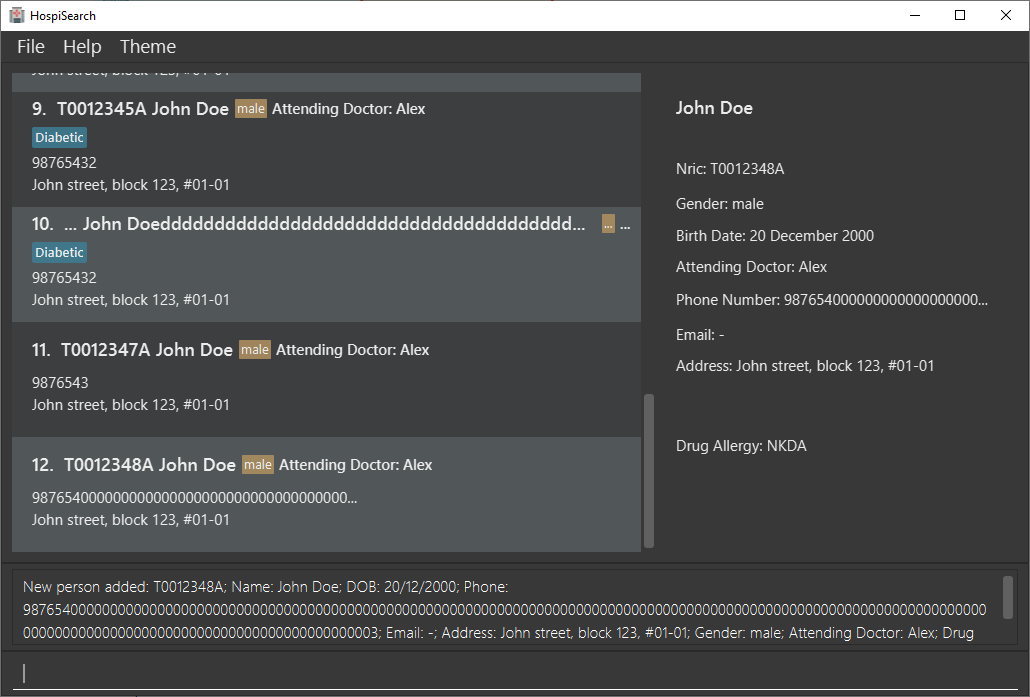 HospiSearch
File Help Theme
John street, block 123, #01-01
9. T0012345A John Doe male Attending Doctor: Alex
Diabetic
98765432
John street, block 123, #01-01
10. ... John Doeddddddddddddddddddddddddddddddddddddddd... ... ...
Diabetic
98765432
John street, block 123, #01-01
11. T0012347A John Doe male Attending Doctor: Alex
9876543
John street, block 123, #01-01
12. T0012348A John Doe male Attending Doctor: Alex
9876540000000000000000000000000000000000...
John street, block 123, #01-01
John Doe
Nric: T0012348A
Gender: male
Birth Date: 20 December 2000
Attending Doctor: Alex
Phone Number: 987654000000000000000000...
Email: -
Address: John street, block 123, #01-01
Drug Allergy: NKDA
New person added: T0012348A; Name: John Doe; DOB: 20/12/2000; Phone:
98765400000000000000000000000000000000000000000000000000000000000000000000000000000000000000000000000000000000000000000000
00000000000000000000000000000000000000000003; Email: -; Address: John street, block 123, #01-01; Gender: male; Attending Doctor: Alex; Drug